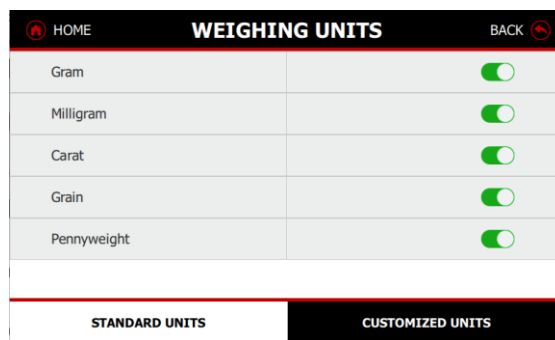 HOME WEIGHING UNITS BACK
Gram
Milligram
Carat
Grain
Pennyweight
STANDARD UNITS CUSTOMIZED UNITS